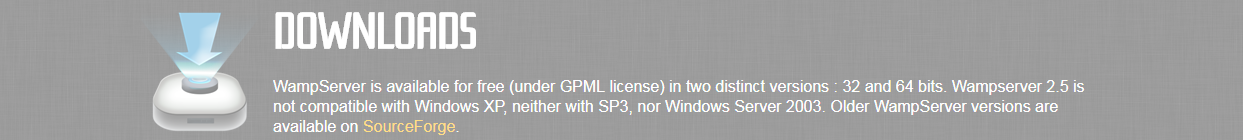 DOWNLOADS
WampServer is available for free (under GPML license) in two distinct versions : 32 and 64 bits. Wampserver 2.5 is
not compatible with Windows XP, neither with SP3, nor Windows Server 2003. Older WampServer versions are
available on SourceForge.